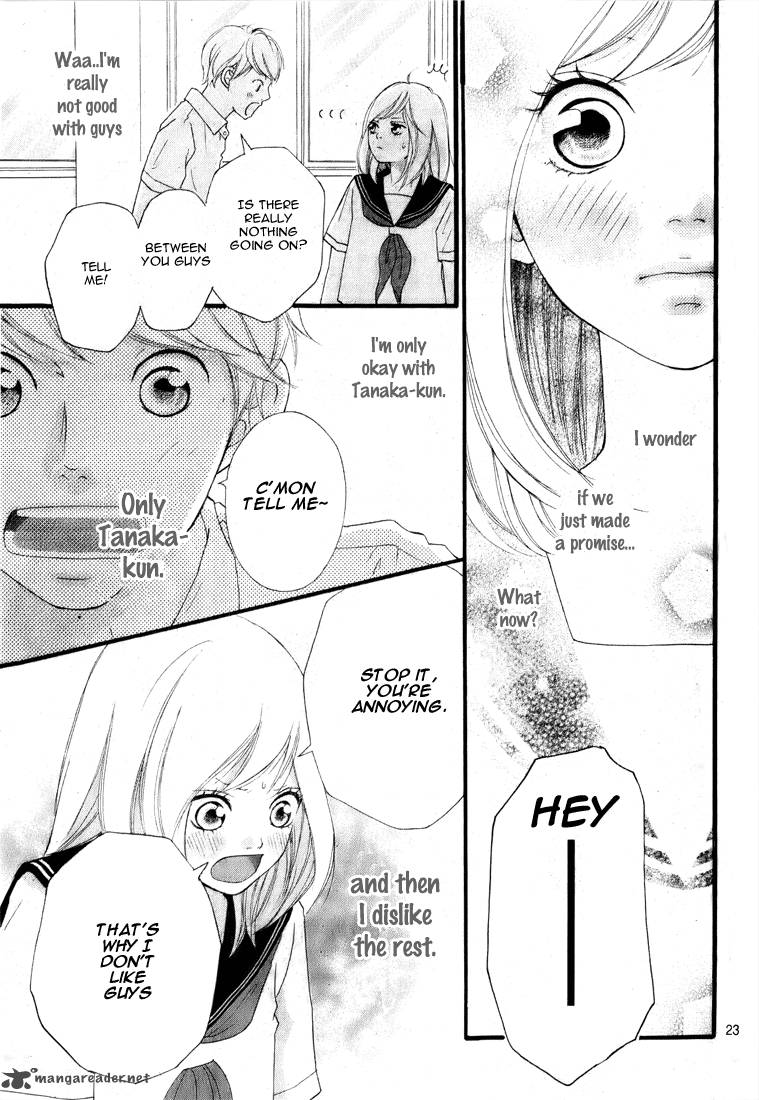 I wonder
if we
just made
a promise...
What
now?
HEY
Waa..I'm
really
not good
with guys
IS THERE
REALLY
NOTHING
GOING ON?
BETWEEN
YOU GUYS
TELL
ME!
I'm only
okay with
Tanaka-kun.
C'MON
TELL ME~
Only
Tanaka-
kun.
STOP IT,
YOU'RE
ANNOYING.
and then
I dislike
the rest.
THAT'S
WHY I
DON'T
LIKE
GUYS
23
mangareader.net